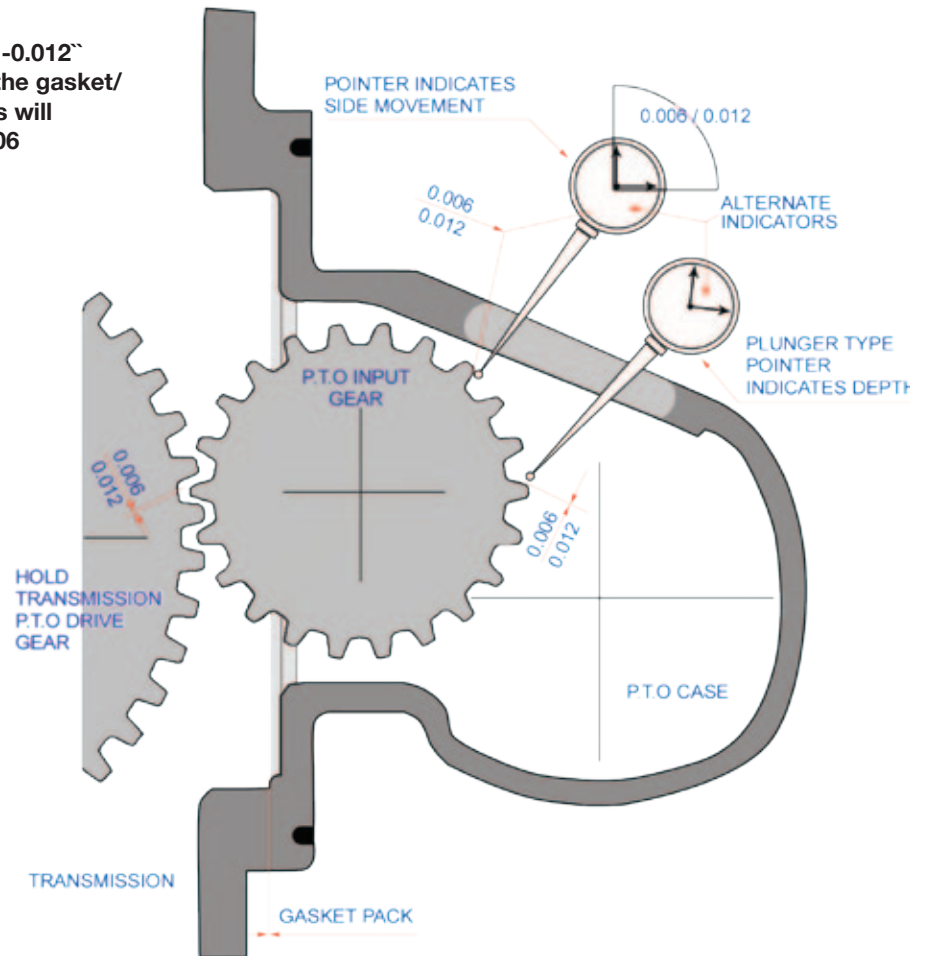 -0.012``
the gasket/
s will
06
POINTER INDICATES
SIDE MOVEMENT
0.006 / 0.012
0.006
0.012
ALTERNATE
INDICATORS
PLUNGER TYPE
POINTER
INDICATES DEPTH
P.T.O INPUT
GEAR
0.006
0.012
0.006
0.012
HOLD
TRANSMISSION
P.T.O DRIVE
GEAR
P.T.O CASE
TRANSMISSION
GASKET PACK